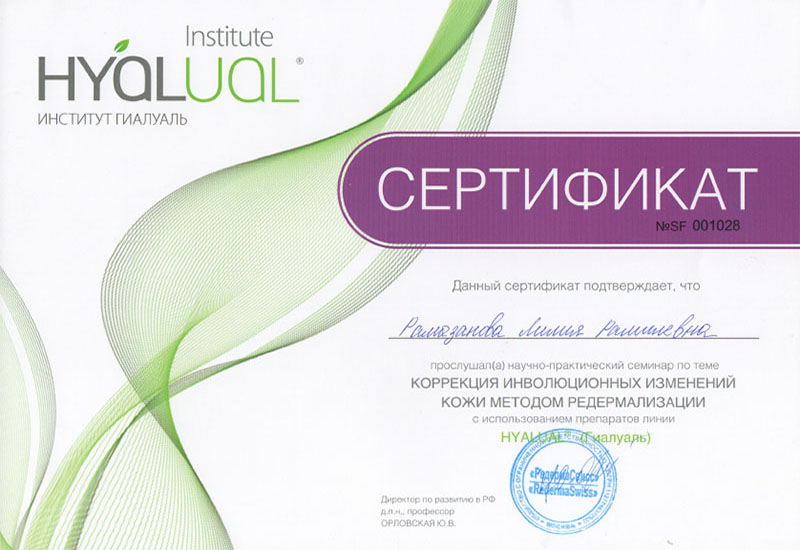 Institute
HYALUAL®
ИНСТИТУТ ГИАЛУАЛЬ
СЕРТИФИКАТ
№SF 001028
Данный сертификат подтверждает, что
Рамазанова Лилия Рамилевна
прослушал(а) научно-практический семинар по теме
КОРРЕКЦИЯ ИНВОЛЮЦИОННЫХ ИЗМЕНЕНИЙ
КОЖИ МЕТОДОМ РЕДЕРМАЛИЗАЦИИ
с использованием препаратов линии
HYALUAL® (Гиалуаль)
«РедермаСвисс»
«RedermaSwiss»
МОСКВА
Директор по развитию в РФ
д.п.н., профессор
ОРЛОВСКАЯ Ю.В.